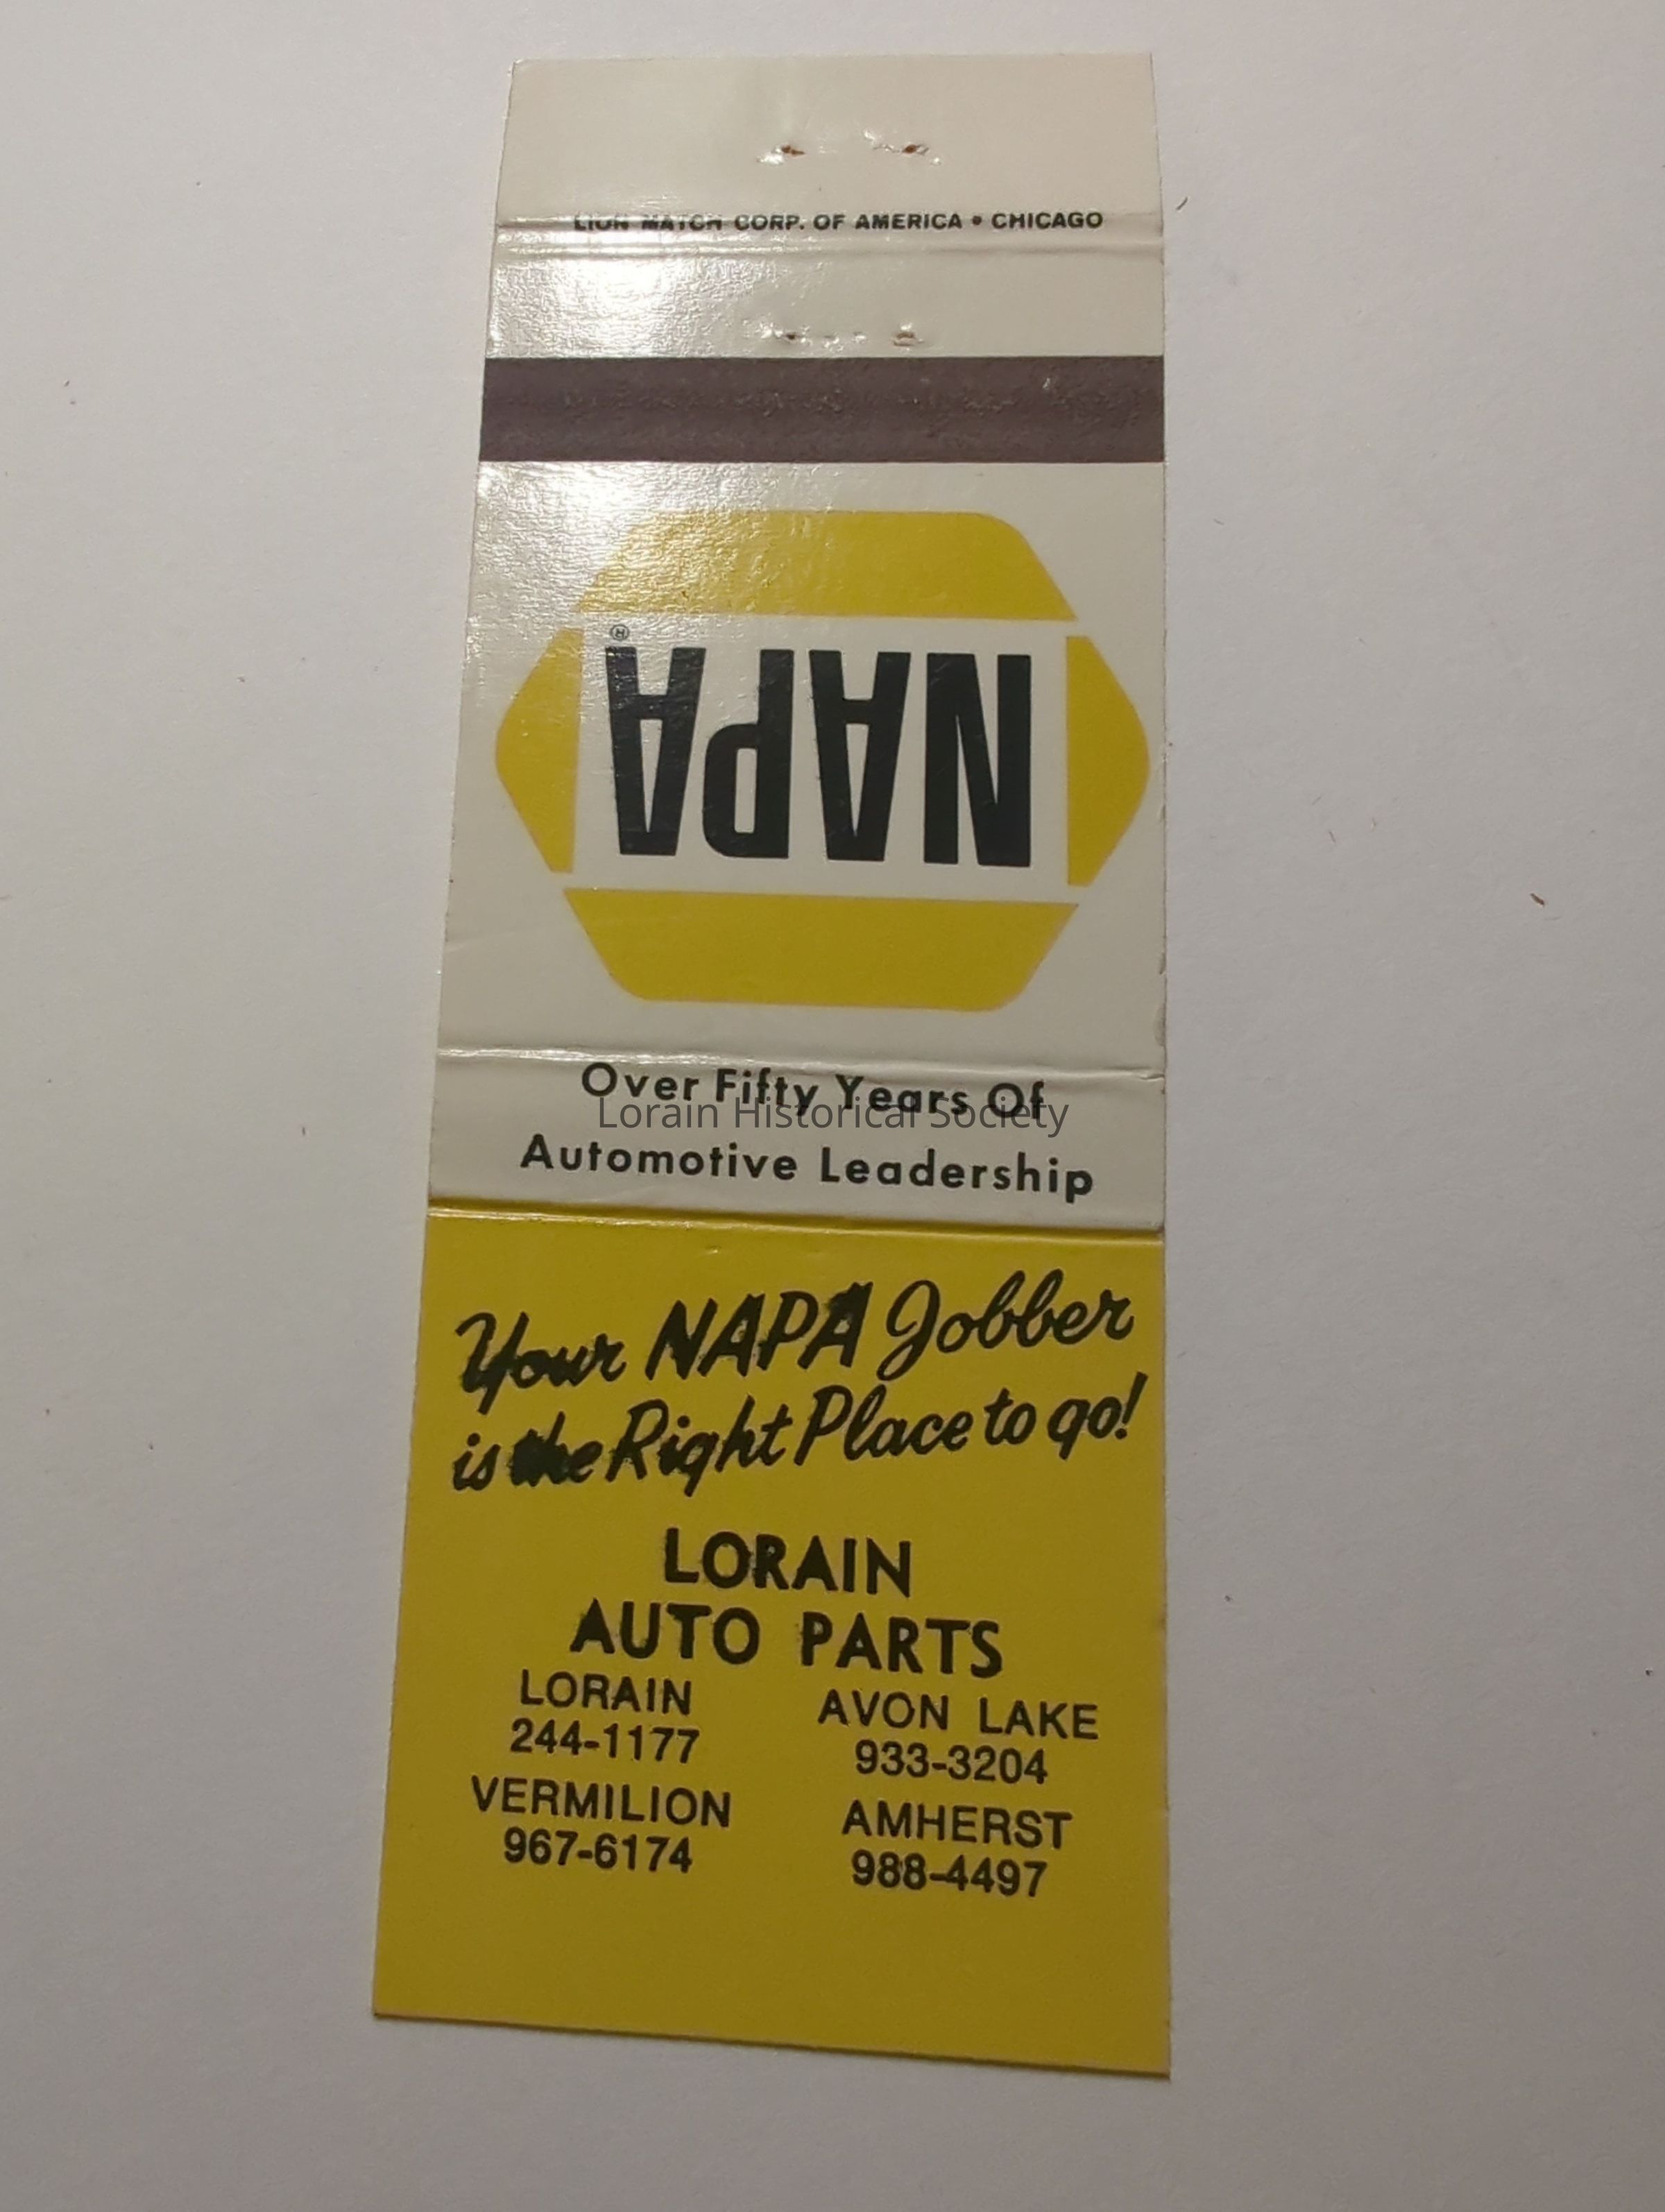 LION MATCH CORP. OF AMERICA • CHICAGO
NAPA®
Over Fifty Years Of
Lorain Historical Society
Automotive Leadership
Your NAPA Jobber
is the Right Place to go!
LORAIN
AUTO PARTS
LORAIN
244-1177
AVON LAKE
933-3204
VERMILION
967-6174
AMHERST
988-4497